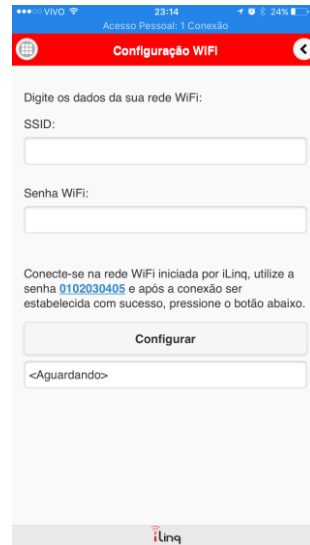 VIVO 23:14 24%
Acesso Pessoal: 1 Conexão
Configuração WiFi
Digite os dados da sua rede WiFi:
SSID:
Senha WiFi:
Conecte-se na rede WiFi iniciada por iLinq, utilize a
senha 0102030405 e após a conexão ser
estabelecida com sucesso, pressione o botão abaixo.
Configurar
<Aguardando>
ilinq